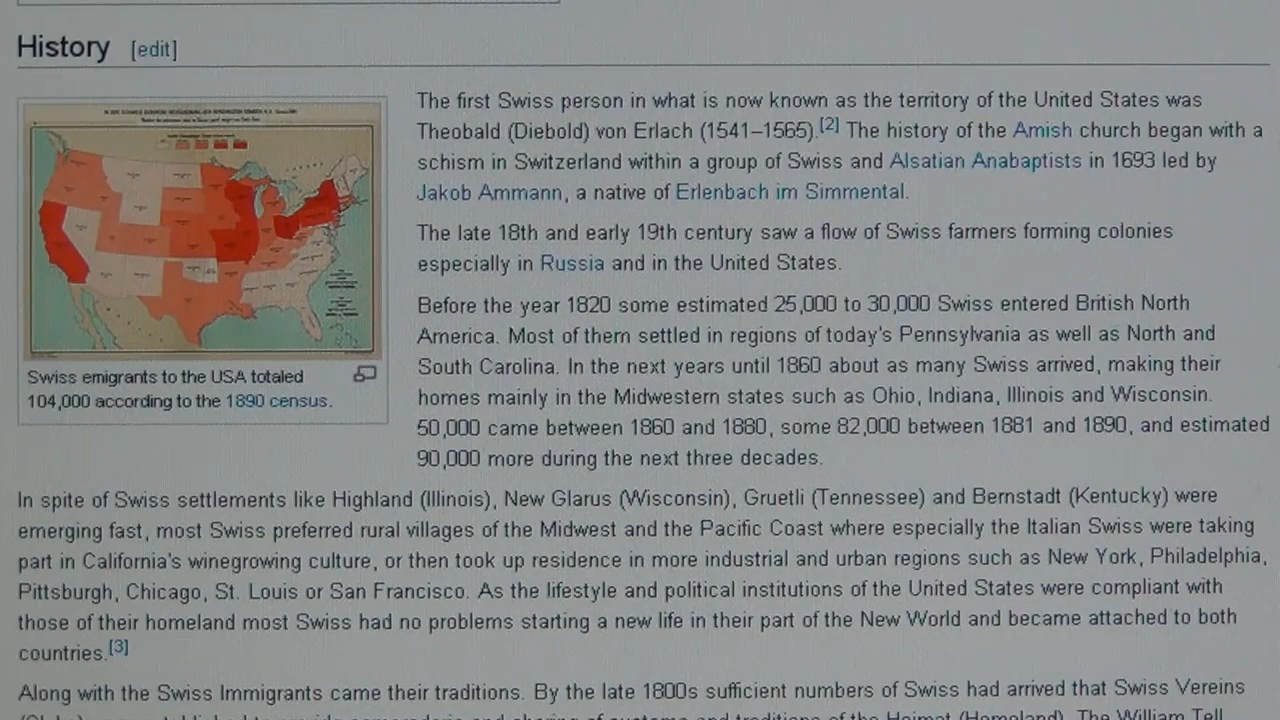 History [edit]
The first Swiss person in what is now known as the territory of the United States was
Theobald (Diebold) von Erlach (1541–1565).[2] The history of the Amish church began with a
schism in Switzerland within a group of Swiss and Alsatian Anabaptists in 1693 led by
Jakob Ammann, a native of Erlenbach im Simmental.
The late 18th and early 19th century saw a flow of Swiss farmers forming colonies
especially in Russia and in the United States.
Before the year 1820 some estimated 25,000 to 30,000 Swiss entered British North
America. Most of them settled in regions of today's Pennsylvania as well as North and
South Carolina. In the next years until 1860 about as many Swiss arrived, making their
homes mainly in the Midwestern states such as Ohio, Indiana, Illinois and Wisconsin.
50,000 came between 1860 and 1880, some 82,000 between 1881 and 1890, and estimated
90,000 more during the next three decades.
Swiss emigrants to the USA totaled
104,000 according to the 1890 census.
In spite of Swiss settlements like Highland (Illinois), New Glarus (Wisconsin), Gruetli (Tennessee) and Bernstadt (Kentucky) were
emerging fast, most Swiss preferred rural villages of the Midwest and the Pacific Coast where especially the Italian Swiss were taking
part in California's winegrowing culture, or then took up residence in more industrial and urban regions such as New York, Philadelphia,
Pittsburgh, Chicago, St. Louis or San Francisco. As the lifestyle and political institutions of the United States were compliant with
those of their homeland most Swiss had no problems starting a new life in their part of the New World and became attached to both
countries.[3]
Along with the Swiss Immigrants came their traditions. By the late 1800s sufficient numbers of Swiss had arrived that Swiss Vereins
of the Heimat (Homeland). The William Tell